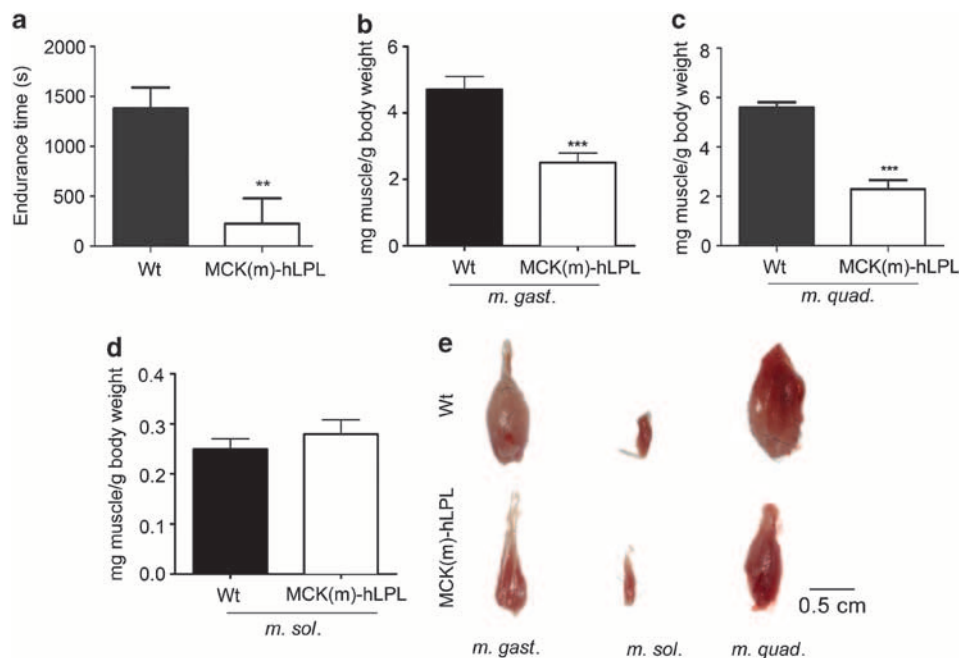 a
Endurance time (s)
2000
1500
1000
500
0
**
Wt
MCK(m)-hLPL
b
mg muscle/g body weight
6
4
2
0
***
Wt
MCK(m)-hLPL
m. gast.
c
mg muscle/g body weight
8
6
4
2
0
***
Wt
MCK(m)-hLPL
m. quad.
d
mg muscle/g body weight
0.4
0.3
0.2
0.1
0.0
Wt
MCK(m)-hLPL
m. sol.
e
Wt
MCK(m)-hLPL
0.5 cm
m. gast.
m. sol.
m. quad.